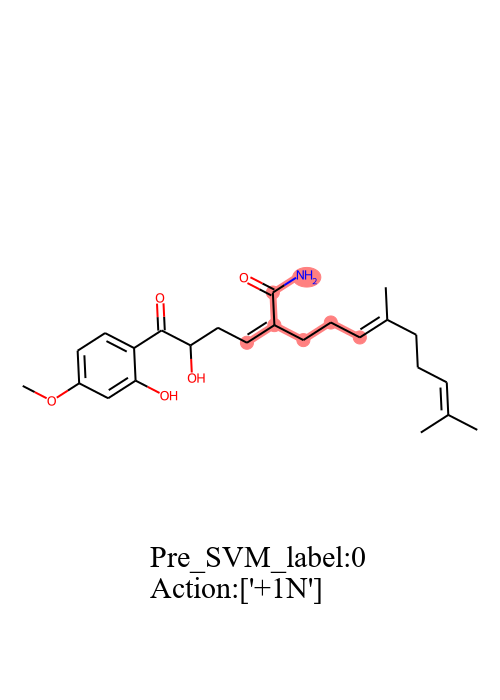 O
NH2
O
OH
O
OH
Pre_SVM_label:0
Action:['+1N']